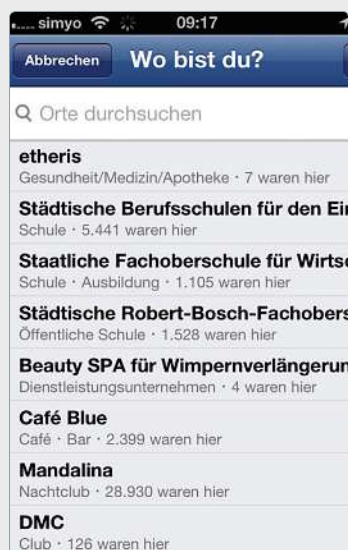 simyo 09:17
Abbrechen Wo bist du?
Orte durchsuchen
etheris
Gesundheit/Medizin/Apotheke · 7 waren hier
Städtische Berufsschulen für den Ei
Schule · 5.441 waren hier
Staatliche Fachoberschule für Wirts
Schule · Ausbildung · 1.105 waren hier
Städtische Robert-Bosch-Fachobers
Öffentliche Schule · 1.528 waren hier
Beauty SPA für Wimpernverlängerun
Dienstleistungsunternehmen · 4 waren hier
Café Blue
Café · Bar · 2.399 waren hier
Mandalina
Nachtclub · 28.930 waren hier
DMC
Club · 126 waren hier